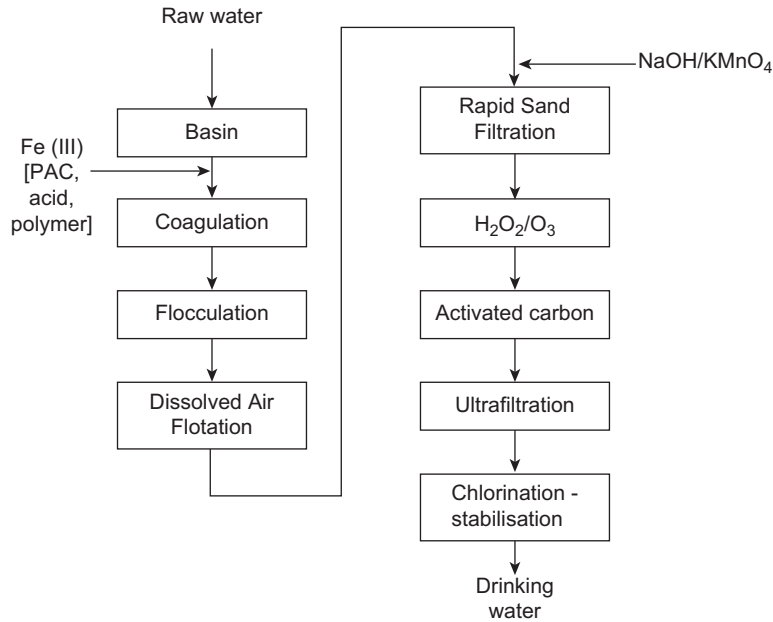 Raw water
Basin
Fe (III)
[PAC,
acid,
polymer]
Coagulation
Flocculation
Dissolved Air
Flotation
NaOH/KMnO₄
Rapid Sand
Filtration
H₂O₂/O₃
Activated carbon
Ultrafiltration
Chlorination -
stabilisation
Drinking
water